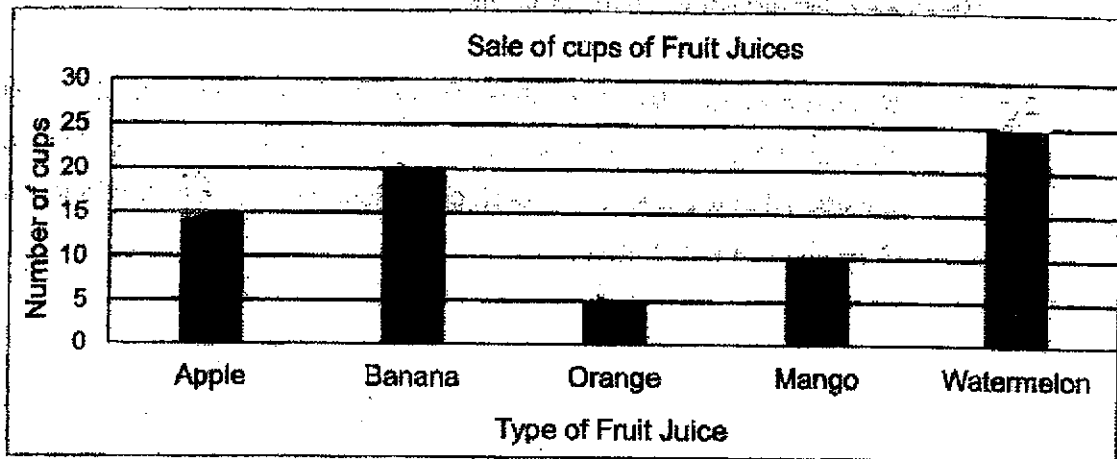 Sale of cups of Fruit Juices
Number of cups
30
25
20
15
10
5
0
Apple Banana Orange Mango Watermelon
Type of Fruit Juice